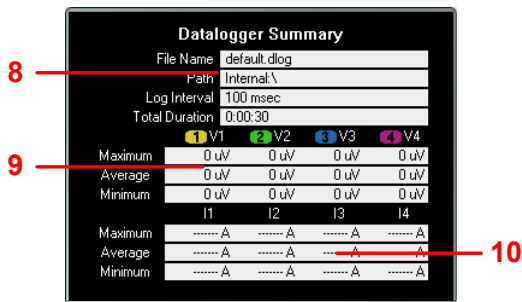 Datalogger Summary
File Name default.dlog
8
Path Internal:\
Log Interval 100 msec
Total Duration 0:00:30
1 V1 2 V2 3 V3 4 V4
Maximum 0 uV 0 uV 0 uV 0 uV
9
Average 0 uV 0 uV 0 uV 0 uV
Minimum 0 uV 0 uV 0 uV 0 uV
I1 I2 I3 I4
Maximum ------ A ------ A ------ A ------ A
Average ------ A ------ A ------ A ------ A
10
Minimum ------ A ------ A ------ A ------ A